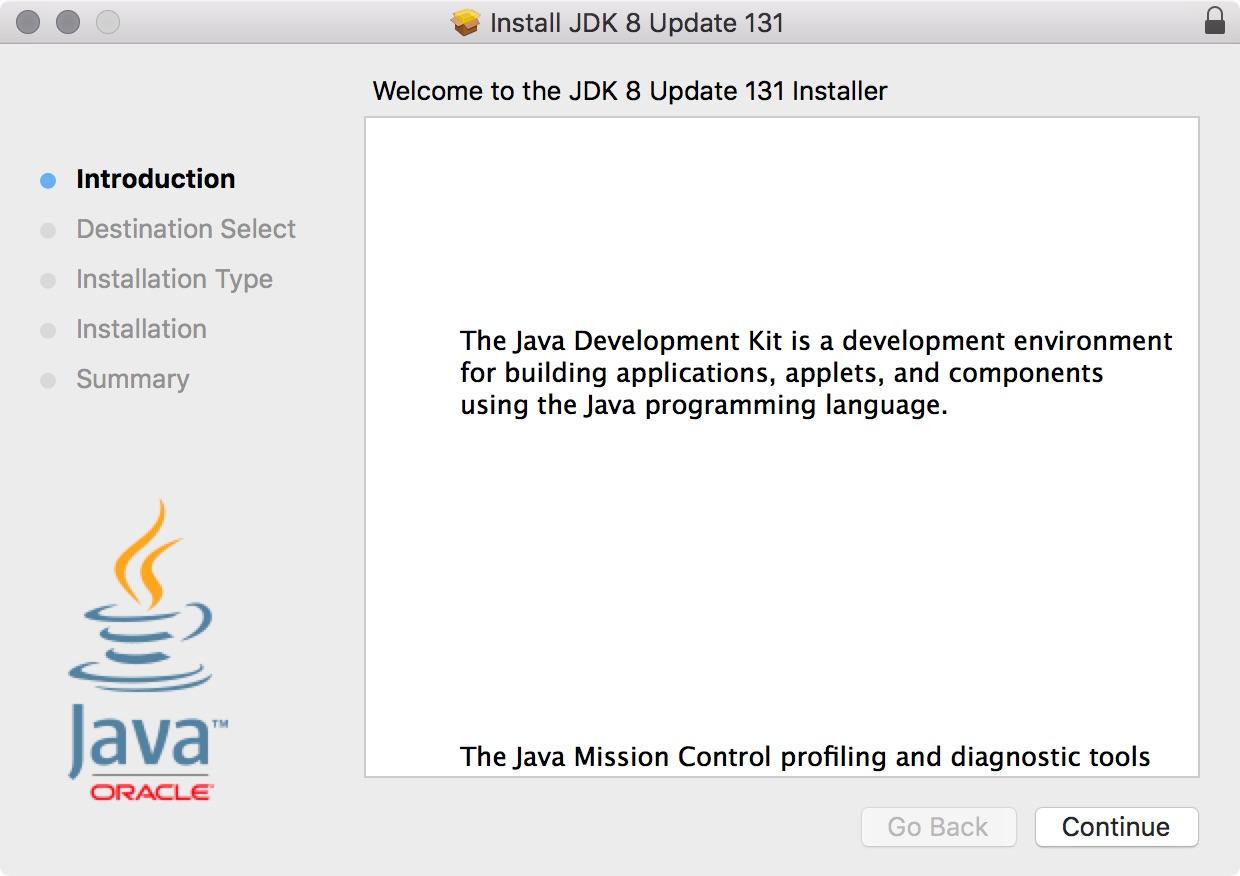 Install JDK 8 Update 131
Welcome to the JDK 8 Update 131 Installer
Introduction
Destination Select
Installation Type
Installation
Summary
The Java Development Kit is a development environment
for building applications, applets, and components
using the Java programming language.
The Java Mission Control profiling and diagnostic tools
Java™
ORACLE
Go Back
Continue